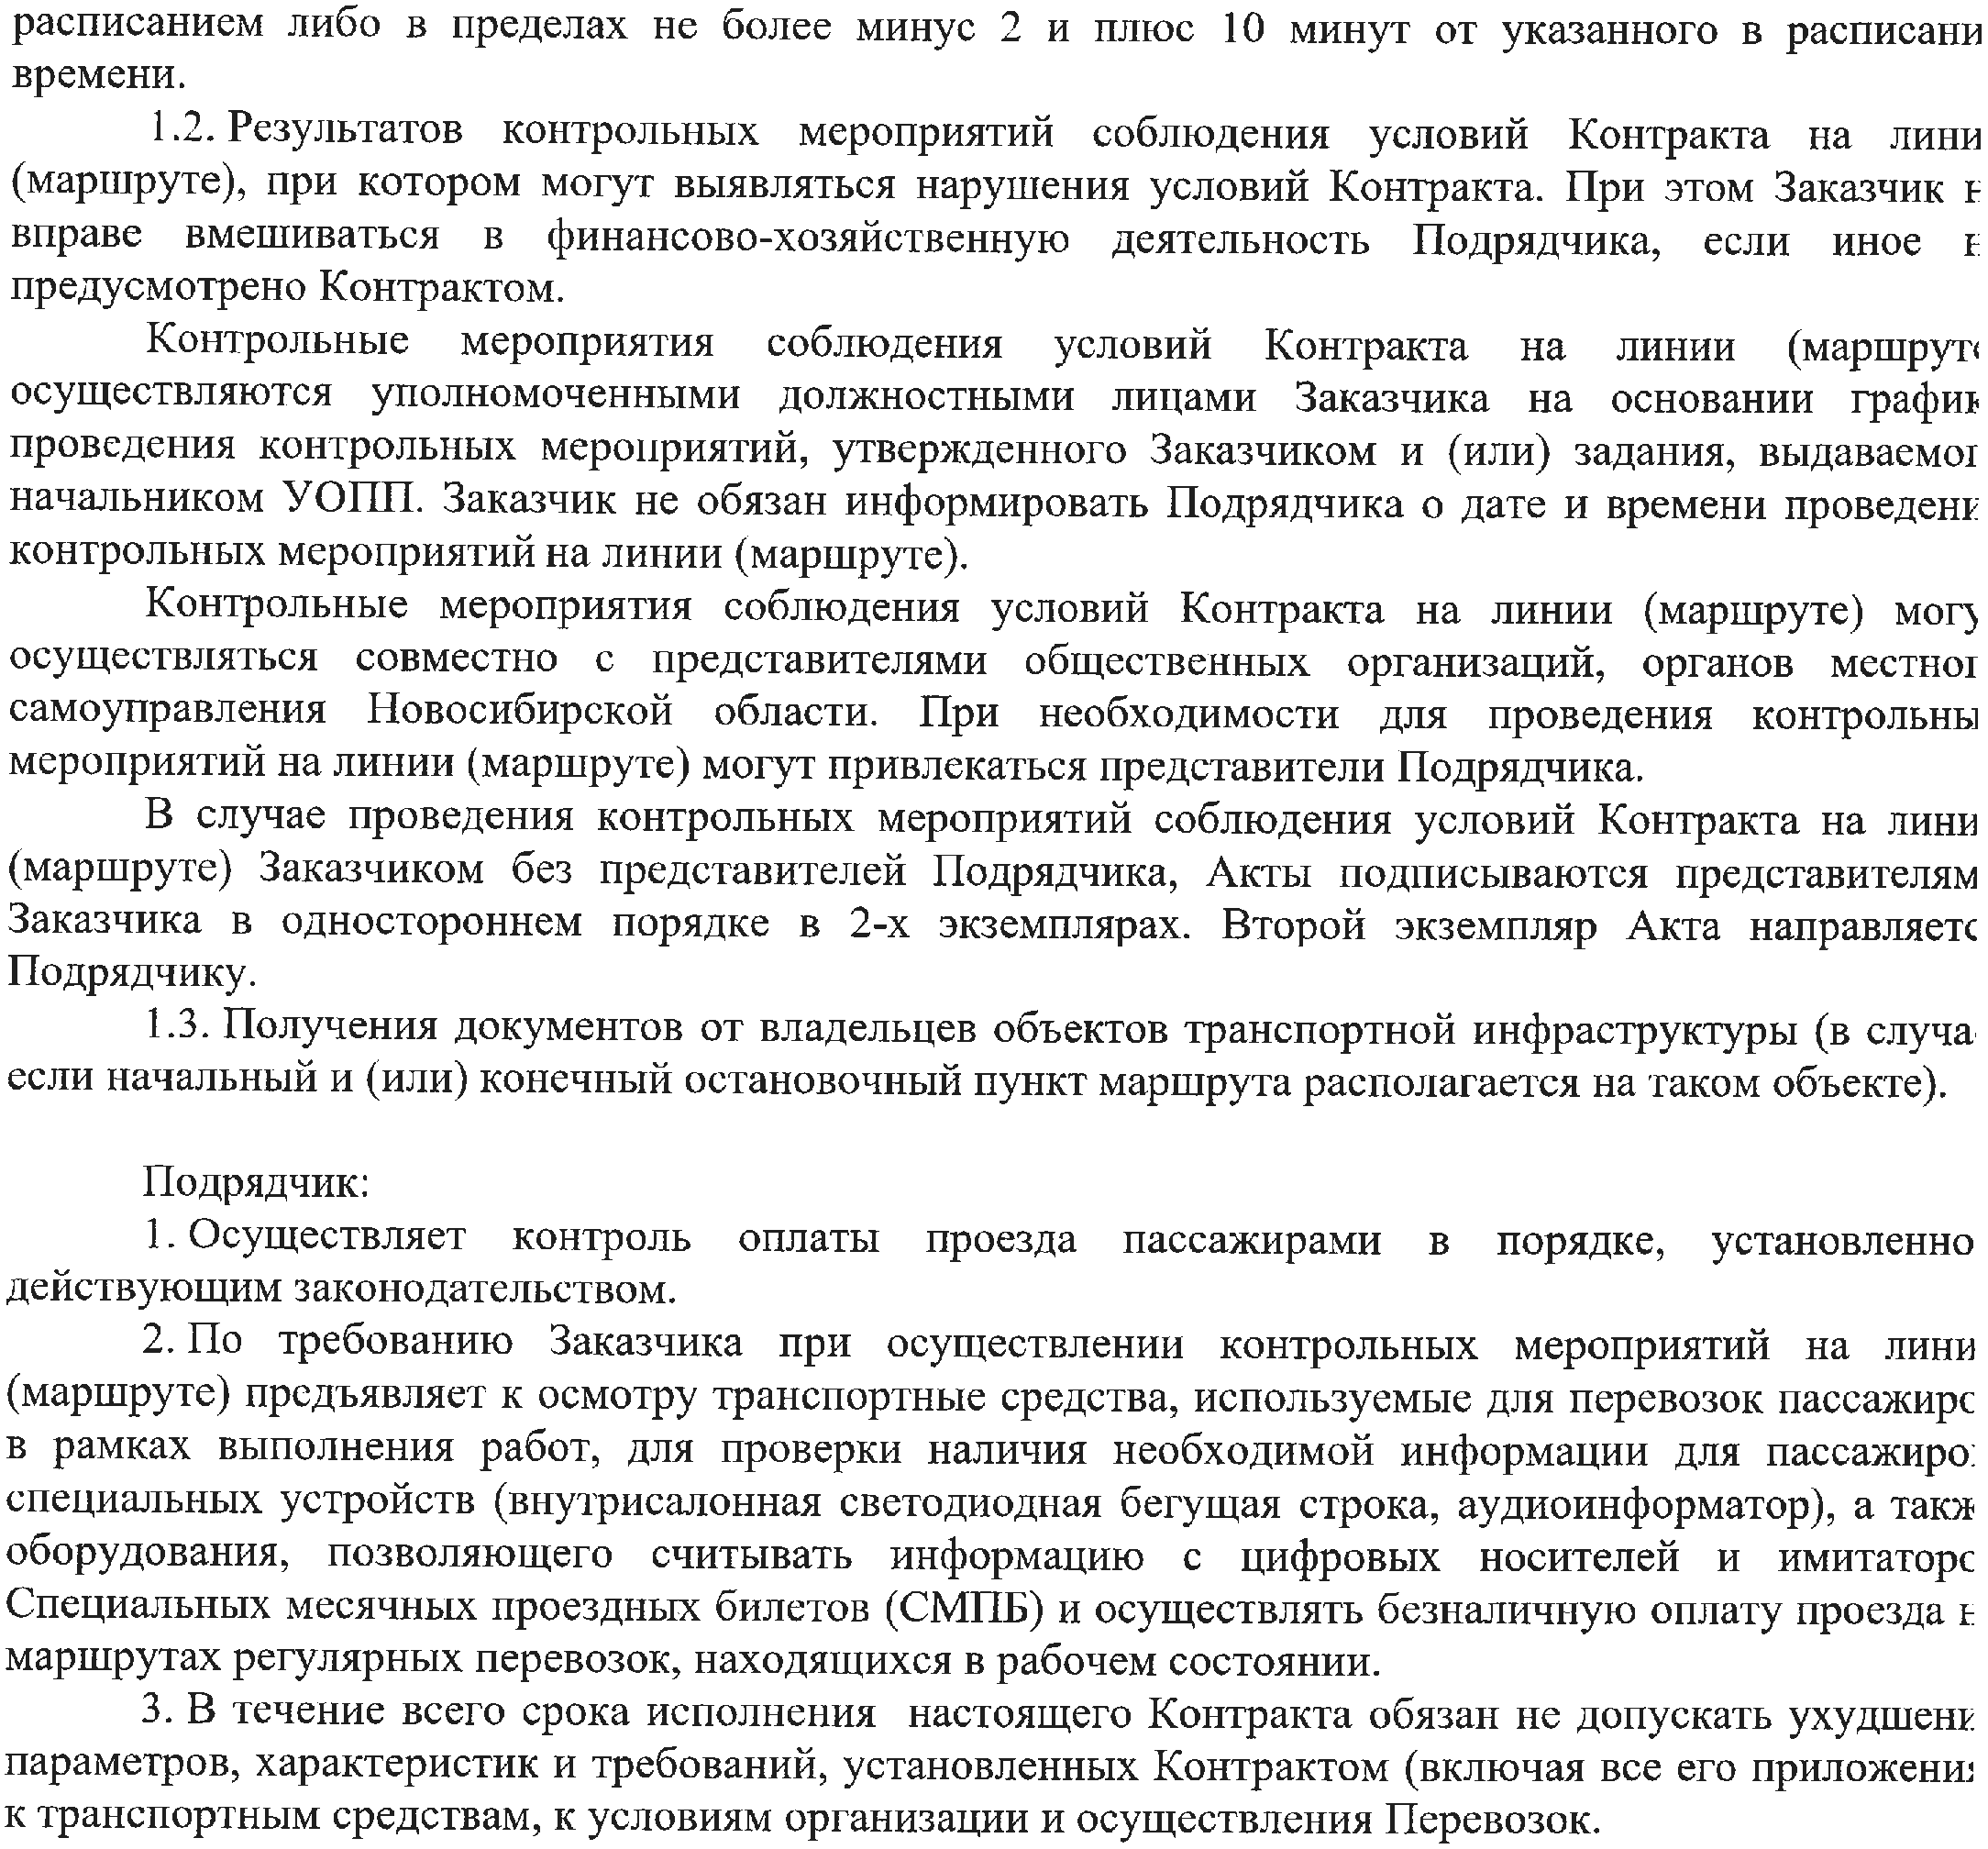 расписанием либо в пределах не более минус 2 и плюс 10 минут от указанного в расписани
времени.
1.2. Результатов контрольных мероприятий соблюдения условий Контракта на лини
(маршруте), при котором могут выявляться нарушения условий Контракта. При этом Заказчик
вправе вмешиваться в финансово-хозяйственную деятельность Подрядчика, если иное
предусмотрено Контрактом.
Контрольные мероприятия соблюдения условий Контракта на линии (маршруте
осуществляются уполномоченными должностными лицами Заказчика на основании график
проведения контрольных мероприятий, утвержденного Заказчиком и (или) задания, выдаваемог
начальником УОПП. Заказчик не обязан информировать Подрядчика о дате и времени проведени
контрольных мероприятий на линии (маршруте).
Контрольные мероприятия соблюдения условий Контракта на линии (маршруте) могу
осуществляться совместно с представителями общественных организаций, органов местног
самоуправления Новосибирской области. При необходимости для проведения контрольны
мероприятий на линии (маршруте) могут привлекаться представители Подрядчика.
В случае проведения контрольных мероприятий соблюдения условий Контракта на лини
(маршруте) Заказчиком без представителей Подрядчика, Акты подписываются представителям
Заказчика в одностороннем порядке в 2-х экземплярах. Второй экземпляр Акта направляетс
Подрядчику.
1.3. Получения документов от владельцев объектов транспортной инфраструктуры (в случа
если начальный и (или) конечный остановочный пункт маршрута располагается на таком объекте).
Подрядчик:
1. Осуществляет контроль оплаты проезда пассажирами в порядке, установленно
действующим законодательством.
2. По требованию Заказчика при осуществлении контрольных мероприятий на лини
(маршруте) предъявляет к осмотру транспортные средства, используемые для перевозок пассажиро
в рамках выполнения работ, для проверки наличия необходимой информации для пассажиро
специальных устройств (внутрисалонная светодиодная бегущая строка, аудиоинформатор), а такж
оборудования, позволяющего считывать информацию с цифровых носителей и имитаторо
Специальных месячных проездных билетов (СМПБ) и осуществлять безналичную оплату проезда
маршрутах регулярных перевозок, находящихся в рабочем состоянии.
3. В течение всего срока исполнения настоящего Контракта обязан не допускать ухудшени
параметров, характеристик и требований, установленных Контрактом (включая все его приложени
к транспортным средствам, к условиям организации и осуществления Перевозок.